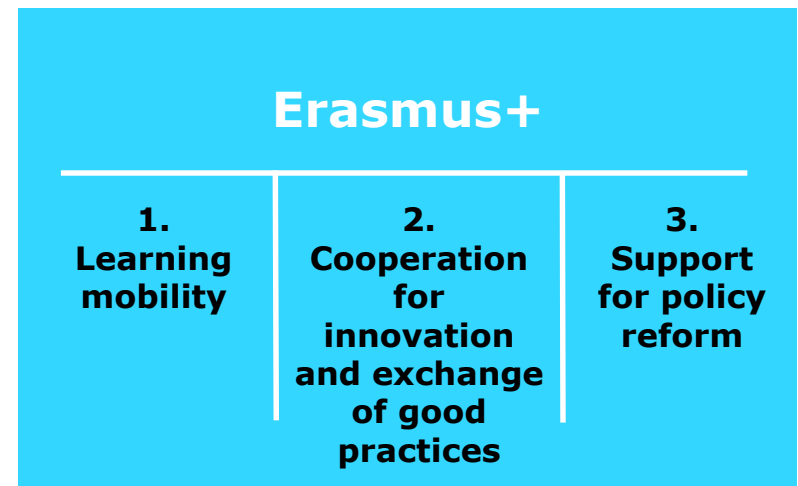 Erasmus+
1.
Learning
mobility
2.
Cooperation
for
innovation
and exchange
of good
practices
3.
Support
for policy
reform